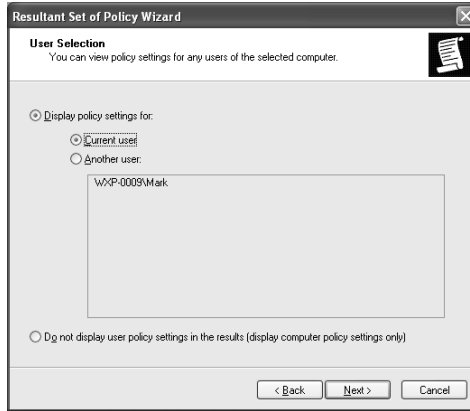 Resultant Set of Policy Wizard
User Selection
You can view policy settings for any users of the selected computer.
Display policy settings for:
Current user
Another user:
WXP-0009\Mark
Do not display user policy settings in the results (display computer policy settings only)
< Back Next > Cancel